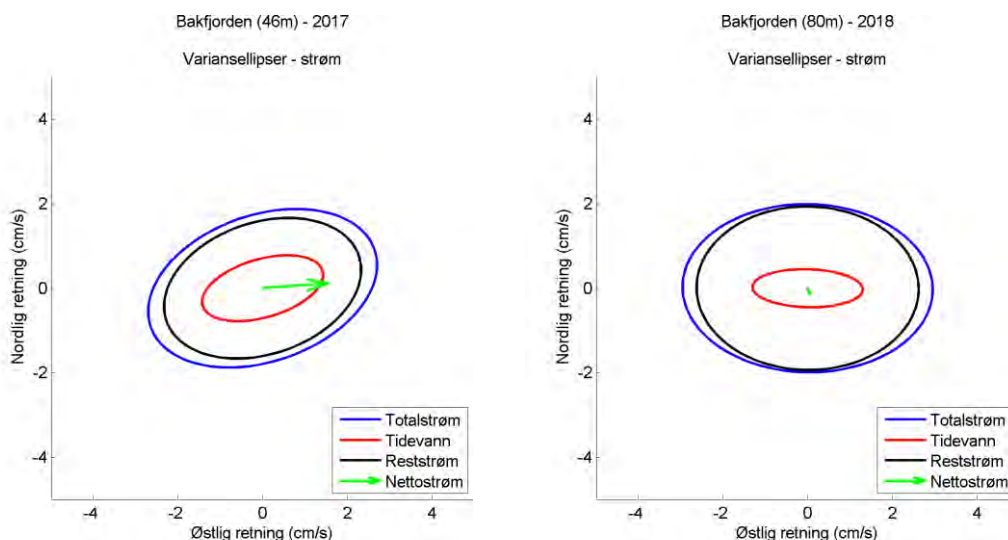 Bakfjorden (46m) - 2017
Variansellipser - strøm
Nordlig retning (cm/s)
4
2
0
-2
-4
-4
-2
0
2
4
Østlig retning (cm/s)
Totalstrøm
Tidevann
Reststrøm
Nettostrøm
Bakfjorden (80m) - 2018
Variansellipser - strøm
Nordlig retning (cm/s)
4
2
0
-2
-4
-4
-2
0
2
4
Østlig retning (cm/s)
Totalstrøm
Tidevann
Reststrøm
Nettostrøm